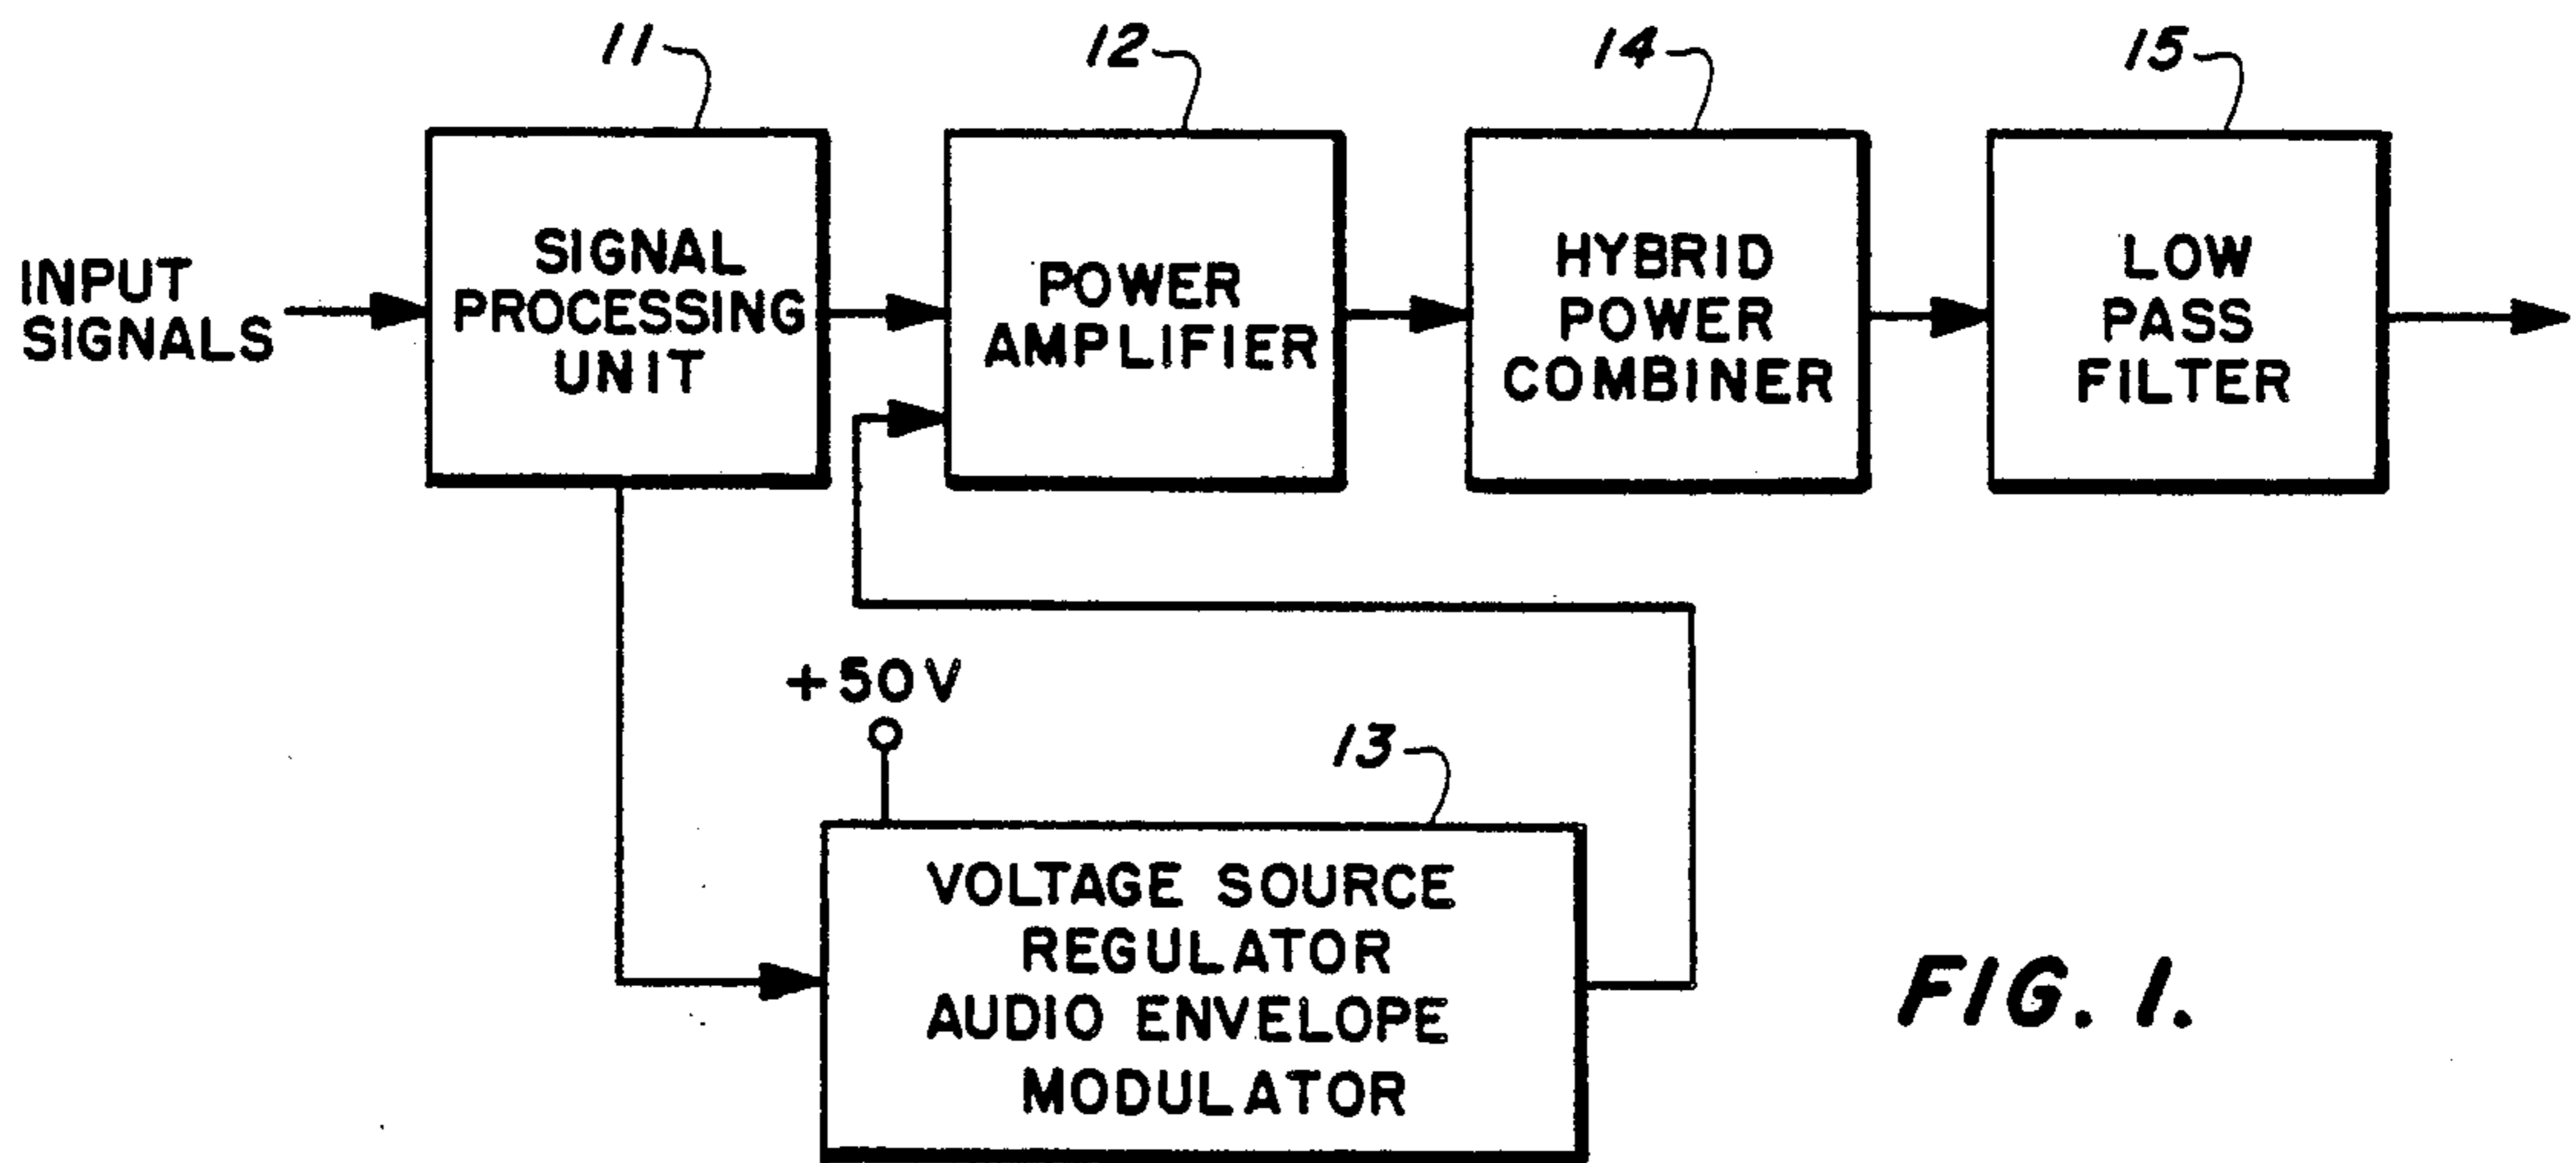 11
12
14
15
INPUT
SIGNALS
SIGNAL
PROCESSING
UNIT
POWER
AMPLIFIER
HYBRID
POWER
COMBINER
LOW
PASS
FILTER
+50V
13
VOLTAGE SOURCE
REGULATOR
AUDIO ENVELOPE
MODULATOR
FIG. 1.